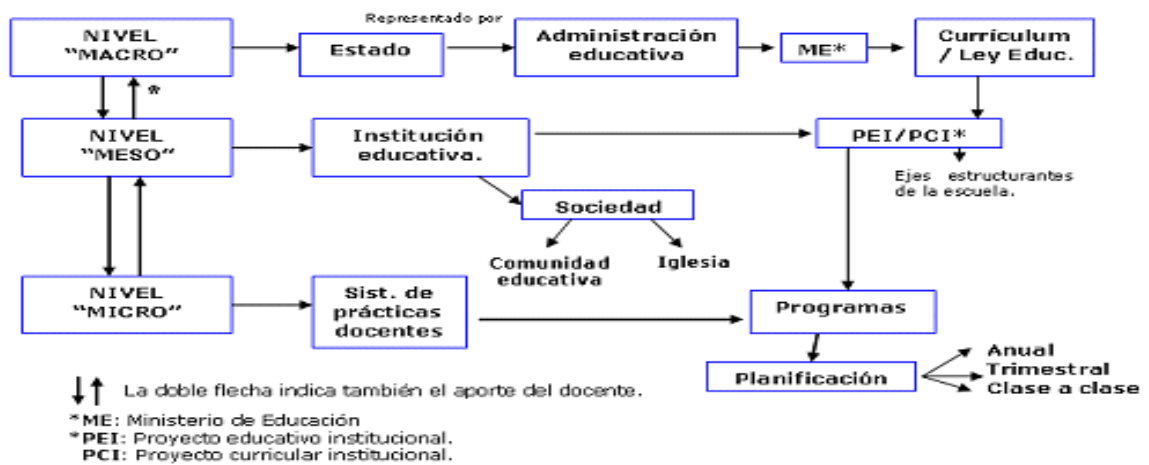 Representado por
NIVEL
"MACRO"
Estado
Administración
educativa
ME*
Currículum
/ Ley Educ.
*
NIVEL
"MESO"
Institución
educativa.
PEI/PCI*
Ejes estructurantes
de la escuela.
Sociedad
Comunidad
educativa
Iglesia
NIVEL
"MICRO"
Sist. de
prácticas
docentes
Programas
Planificación
Anual
Trimestral
Clase a clase
La doble flecha indica también el aporte del docente.
*ME: Ministerio de Educación
*PEI: Proyecto educativo institucional.
PCI: Proyecto curricular institucional.